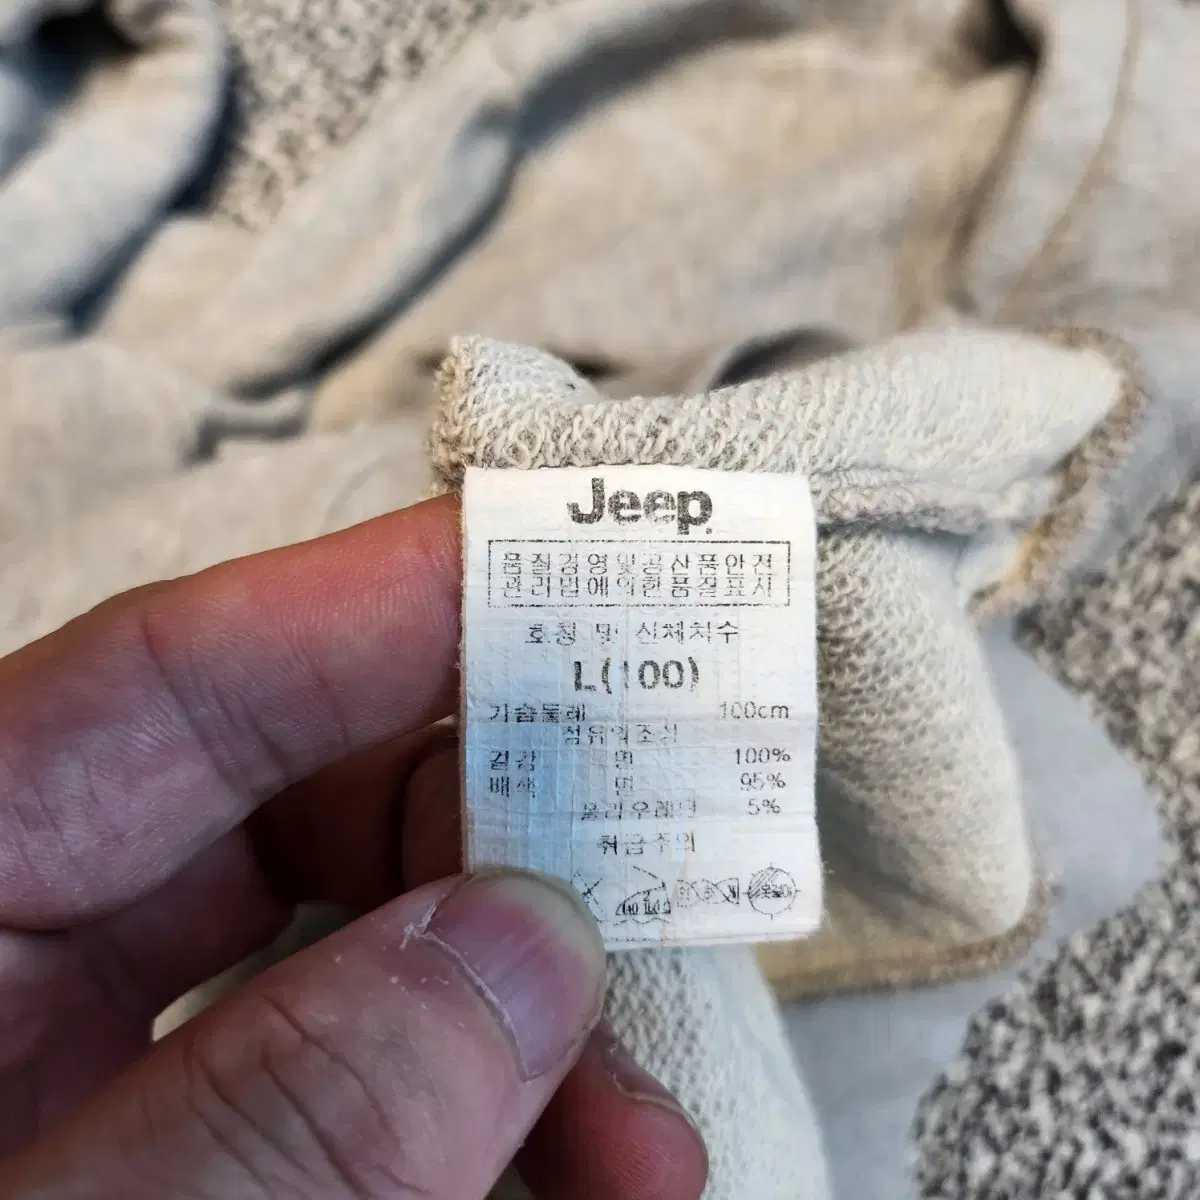 Jeep
품질경영및공산품안전
관리법에의한품질표시
호칭 및 신체치수
L(100)
가슴둘레 100cm
섬유의조성
겉감 면 100%
배색 면 95%
폴리우레탄 5%
취급주의